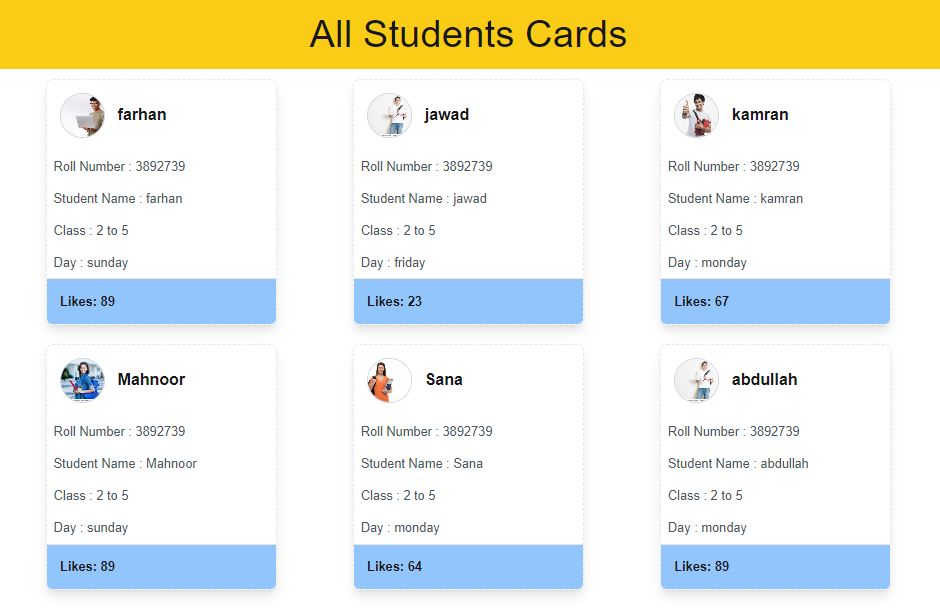 All Students Cards
farhan
Roll Number : 3892739
Student Name : farhan
Class : 2 to 5
Day : sunday
Likes: 89
jawad
Roll Number : 3892739
Student Name : jawad
Class : 2 to 5
Day : friday
Likes: 23
kamran
Roll Number : 3892739
Student Name : kamran
Class : 2 to 5
Day : monday
Likes: 67
Mahnoor
Roll Number : 3892739
Student Name : Mahnoor
Class : 2 to 5
Day : sunday
Likes: 89
Sana
Roll Number : 3892739
Student Name : Sana
Class : 2 to 5
Day : monday
Likes: 64
abdullah
Roll Number : 3892739
Student Name : abdullah
Class : 2 to 5
Day : monday
Likes: 89